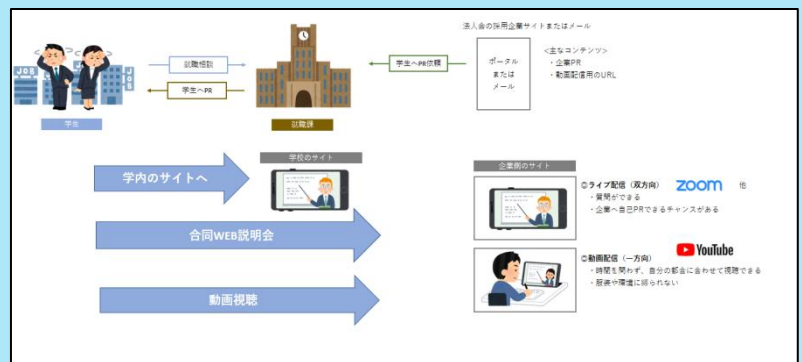 法人会の採用企業サイトまたはメール
JOB
JOB
就職相談
学生へPR
学生へPR依頼
ポータル
または
メール
<主なコンテンツ>
・企業PR
・動画配信用のURL
学生
就職課
学内のサイトへ
学校のサイト
企業側のサイト
合同WEB説明会
◎ライブ配信（双方向）
zoom
他
・質問ができる
・企業へ自己PRできるチャンスがある
動画視聴
YouTube
◎動画配信（一方向）
・時間を問わず、自分の都合に合わせて視聴できる
・服装や環境に縛られない